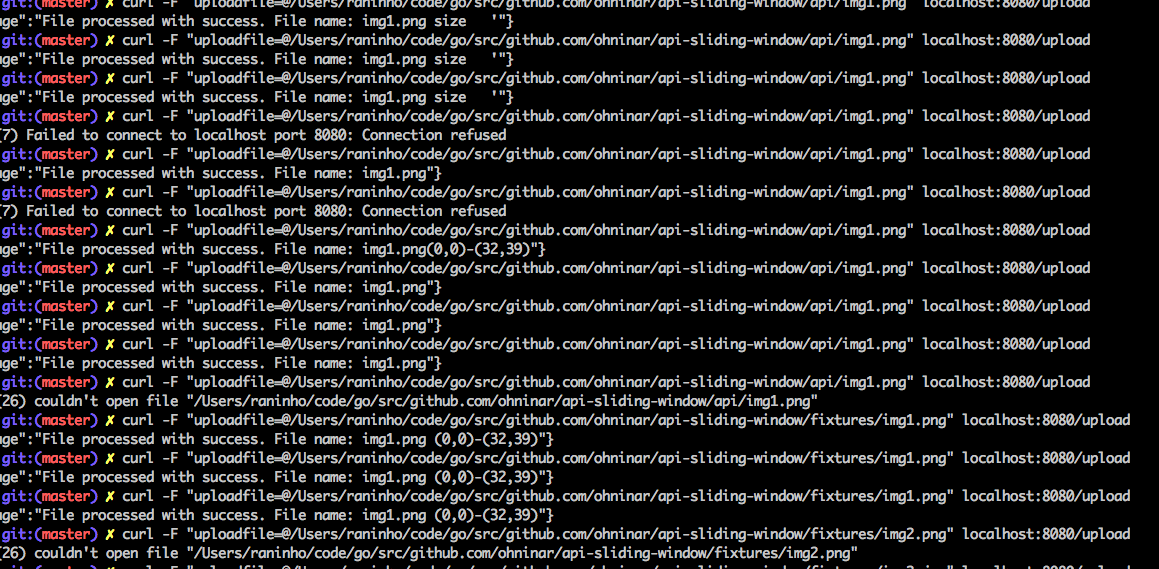 git:(master) ✗ curl -F "uploadfile=@/Users/raninho/code/go/src/github.com/ohninar/api-sliding-window/api/img1.png" localhost:8080/upload
ge":"File processed with success. File name: img1.png size   '"}
git:(master) ✗ curl -F "uploadfile=@/Users/raninho/code/go/src/github.com/ohninar/api-sliding-window/api/img1.png" localhost:8080/upload
ge":"File processed with success. File name: img1.png size   '"}
git:(master) ✗ curl -F "uploadfile=@/Users/raninho/code/go/src/github.com/ohninar/api-sliding-window/api/img1.png" localhost:8080/upload
ge":"File processed with success. File name: img1.png size   '"}
git:(master) ✗ curl -F "uploadfile=@/Users/raninho/code/go/src/github.com/ohninar/api-sliding-window/api/img1.png" localhost:8080/upload
(7) Failed to connect to localhost port 8080: Connection refused
git:(master) ✗ curl -F "uploadfile=@/Users/raninho/code/go/src/github.com/ohninar/api-sliding-window/api/img1.png" localhost:8080/upload
ge":"File processed with success. File name: img1.png"}
git:(master) ✗ curl -F "uploadfile=@/Users/raninho/code/go/src/github.com/ohninar/api-sliding-window/api/img1.png" localhost:8080/upload
(7) Failed to connect to localhost port 8080: Connection refused
git:(master) ✗ curl -F "uploadfile=@/Users/raninho/code/go/src/github.com/ohninar/api-sliding-window/api/img1.png" localhost:8080/upload
ge":"File processed with success. File name: img1.png(0,0)-(32,39)"}
git:(master) ✗ curl -F "uploadfile=@/Users/raninho/code/go/src/github.com/ohninar/api-sliding-window/api/img1.png" localhost:8080/upload
ge":"File processed with success. File name: img1.png"}
git:(master) ✗ curl -F "uploadfile=@/Users/raninho/code/go/src/github.com/ohninar/api-sliding-window/api/img1.png" localhost:8080/upload
ge":"File processed with success. File name: img1.png"}
git:(master) ✗ curl -F "uploadfile=@/Users/raninho/code/go/src/github.com/ohninar/api-sliding-window/api/img1.png" localhost:8080/upload
ge":"File processed with success. File name: img1.png"}
git:(master) ✗ curl -F "uploadfile=@/Users/raninho/code/go/src/github.com/ohninar/api-sliding-window/api/img1.png" localhost:8080/upload
(26) couldn't open file "/Users/raninho/code/go/src/github.com/ohninar/api-sliding-window/api/img1.png"
git:(master) ✗ curl -F "uploadfile=@/Users/raninho/code/go/src/github.com/ohninar/api-sliding-window/fixtures/img1.png" localhost:8080/upload
ge":"File processed with success. File name: img1.png (0,0)-(32,39)"}
git:(master) ✗ curl -F "uploadfile=@/Users/raninho/code/go/src/github.com/ohninar/api-sliding-window/fixtures/img1.png" localhost:8080/upload
ge":"File processed with success. File name: img1.png (0,0)-(32,39)"}
git:(master) ✗ curl -F "uploadfile=@/Users/raninho/code/go/src/github.com/ohninar/api-sliding-window/fixtures/img1.png" localhost:8080/upload
ge":"File processed with success. File name: img1.png (0,0)-(32,39)"}
git:(master) ✗ curl -F "uploadfile=@/Users/raninho/code/go/src/github.com/ohninar/api-sliding-window/fixtures/img2.png" localhost:8080/upload
(26) couldn't open file "/Users/raninho/code/go/src/github.com/ohninar/api-sliding-window/fixtures/img2.png"